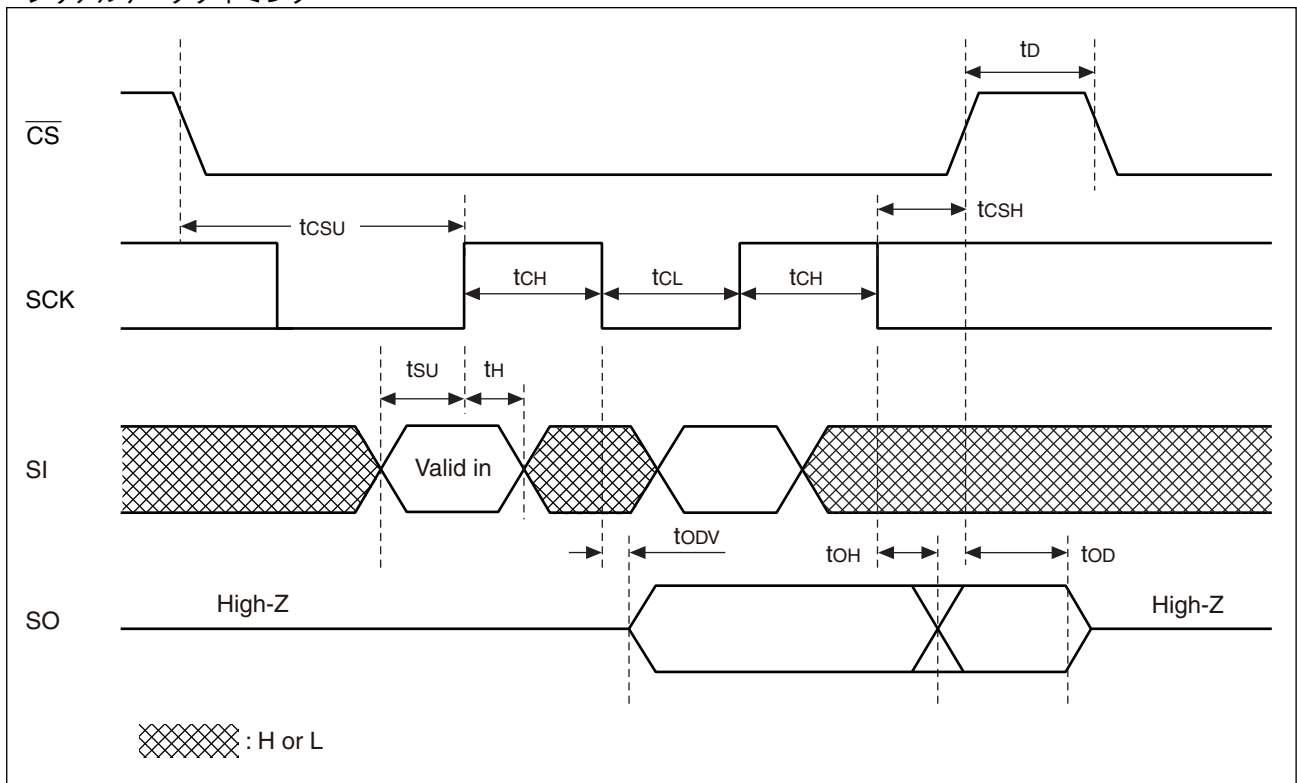 tD
CS
tCSU
tCSH
SCK
tCH
tCL
tCH
tSU
tH
SI
Valid in
tODV
tOH
tOD
SO
High-Z
High-Z
: H or L